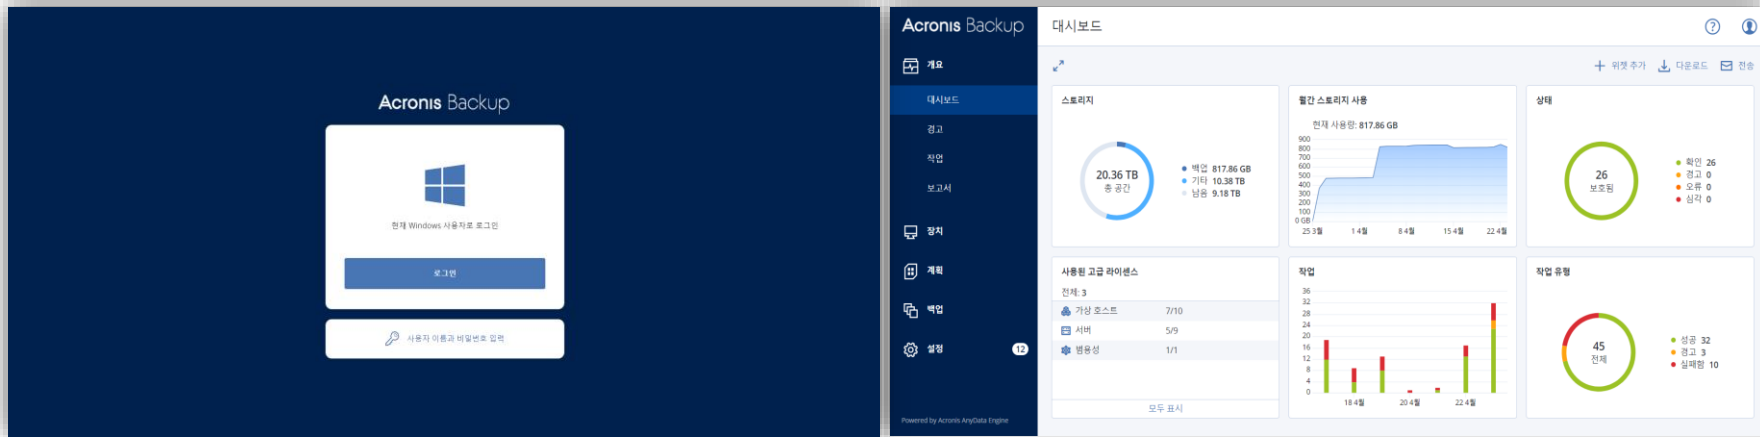 Acronis Backup
현재 Windows 사용자로 로그인
로그인
사용자 이름과 비밀번호 입력
Acronis Backup
대시보드
개요
대시보드
경고
작업
보고서
장치
계획
백업
설정
12
Powered by Acronis AnyData Engine
위젯 추가
다운로드
전송
스토리지
20.36 TB
총 공간
백업 817.86 GB
기타 10.38 TB
남음 9.18 TB
월간 스토리지 사용
현재 사용량: 817.86 GB
900
800
700
600
500
400
300
200
100
0 GB
25 3월
1 4월
8 4월
15 4월
22 4월
상태
26
보호됨
확인 26
경고 0
오류 0
심각 0
사용된 고급 라이센스
전체: 3
가상 호스트 7/10
서버 5/9
범용성 1/1
모두 표시
작업
36
32
28
24
20
16
12
8
4
0
18 4월
20 4월
22 4월
작업 유형
45
전체
성공 32
경고 3
실패함 10